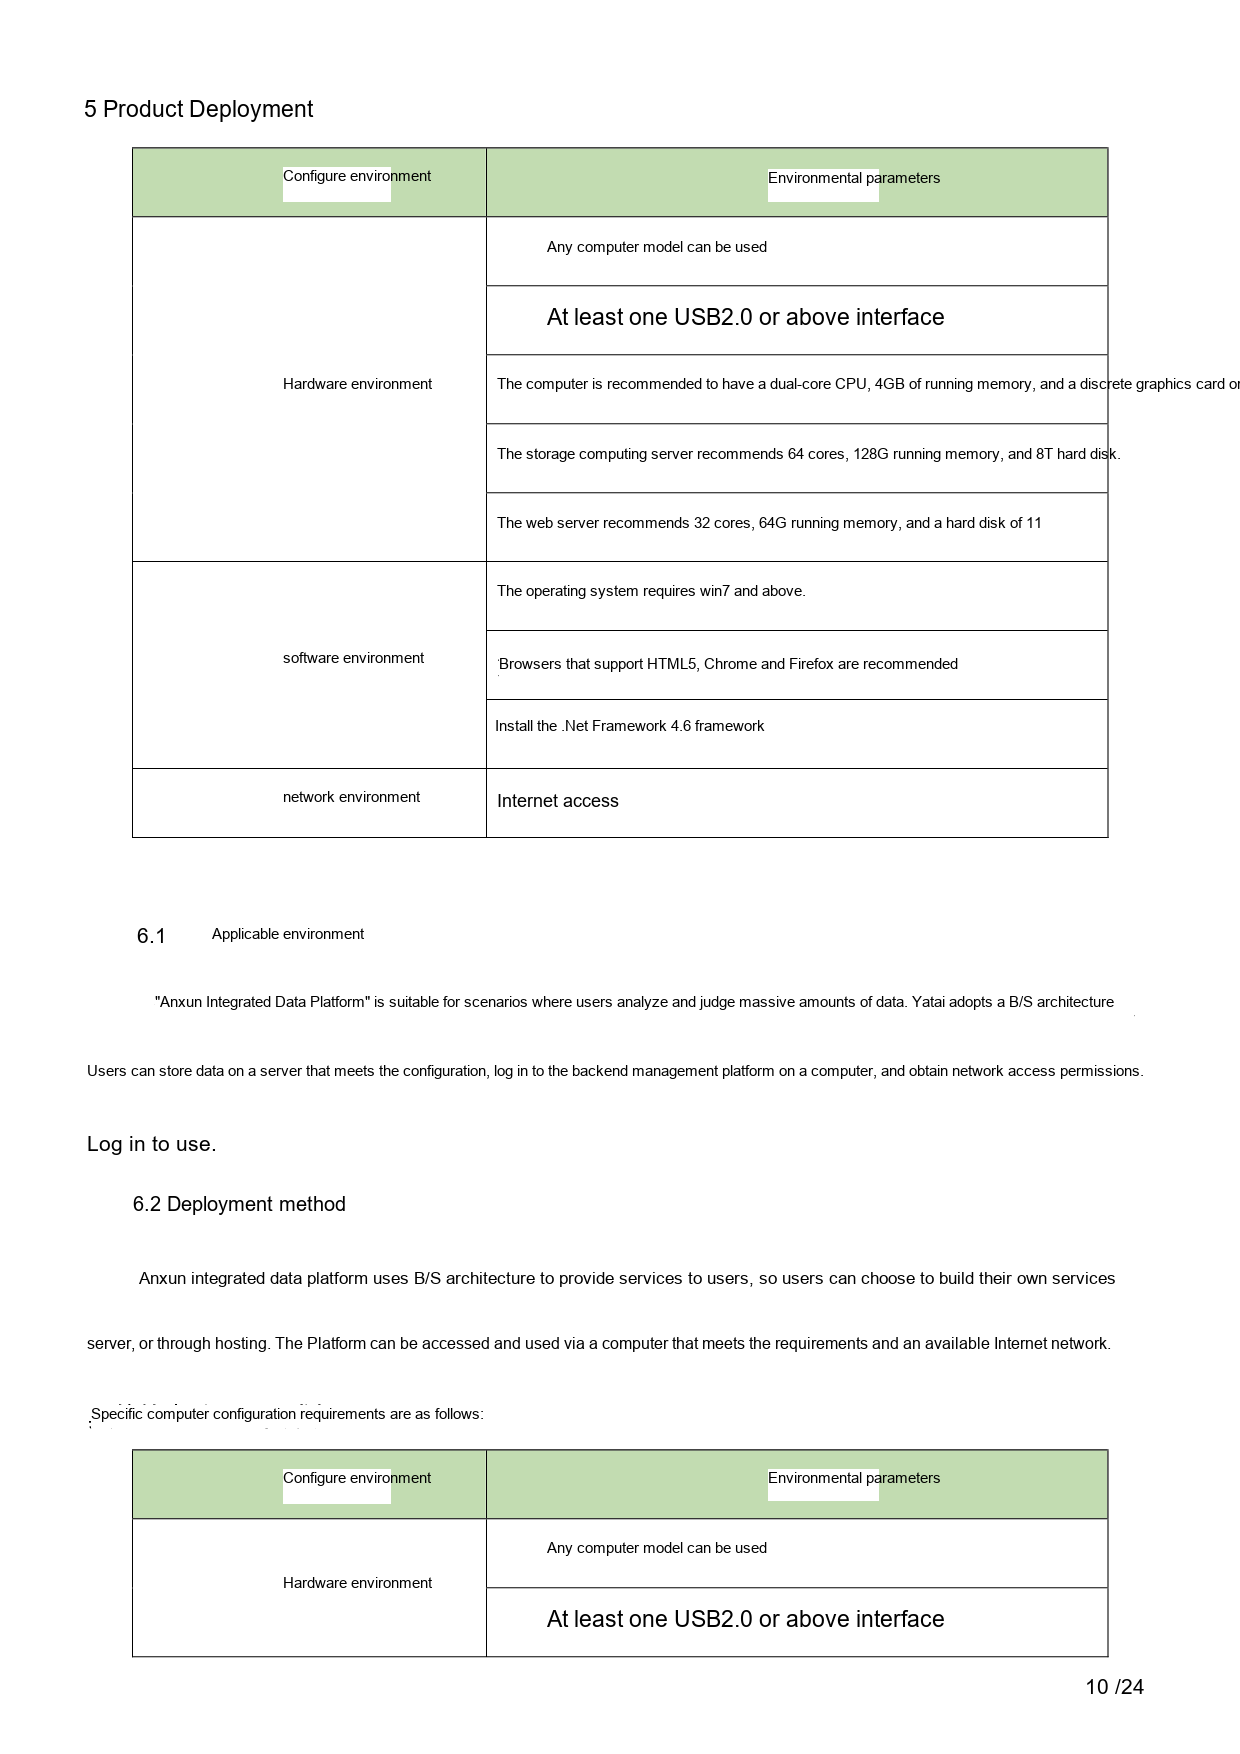 5 Product Deployment
Configure environment
Environmental parameters
Any computer model can be used
At least one USB2.0 or above interface
Hardware environment
The computer is recommended to have a dual-core CPU, 4GB of running memory, and a discrete graphics card or
The storage computing server recommends 64 cores, 128G running memory, and 8T hard disk.
The web server recommends 32 cores, 64G running memory, and a hard disk of 11
The operating system requires win7 and above.
software environment
Browsers that support HTML5, Chrome and Firefox are recommended
Install the .Net Framework 4.6 framework
network environment
Internet access
6.1 Applicable environment
"Anxun Integrated Data Platform" is suitable for scenarios where users analyze and judge massive amounts of data. Yatai adopts a B/S architecture
Users can store data on a server that meets the configuration, log in to the backend management platform on a computer, and obtain network access permissions.
Log in to use.
6.2 Deployment method
Anxun integrated data platform uses B/S architecture to provide services to users, so users can choose to build their own services
server, or through hosting. The Platform can be accessed and used via a computer that meets the requirements and an available Internet network.
Specific computer configuration requirements are as follows:
Configure environment
Environmental parameters
Any computer model can be used
Hardware environment
At least one USB2.0 or above interface
10 /24